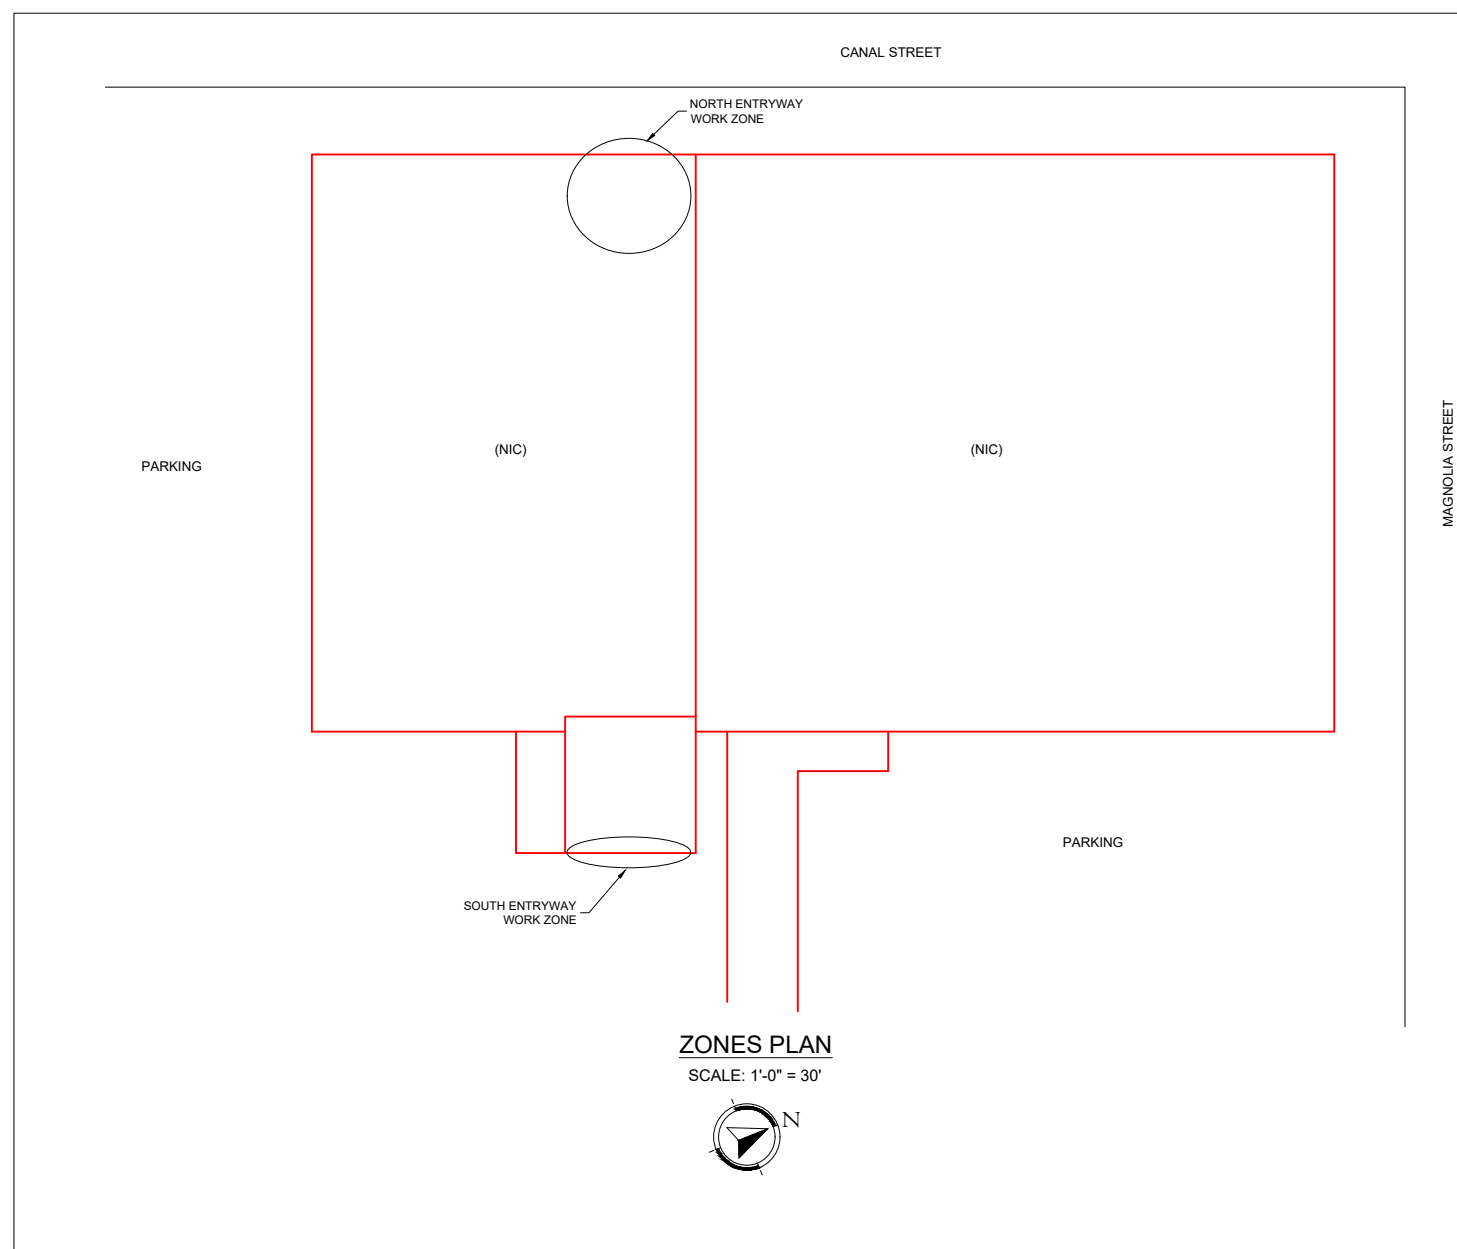 CANAL STREET
NORTH ENTRYWAY
WORK ZONE
(NIC)
(NIC)
PARKING
MAGNOLIA STREET
PARKING
SOUTH ENTRYWAY
WORK ZONE
ZONES PLAN
SCALE: 1'-0" = 30'
N